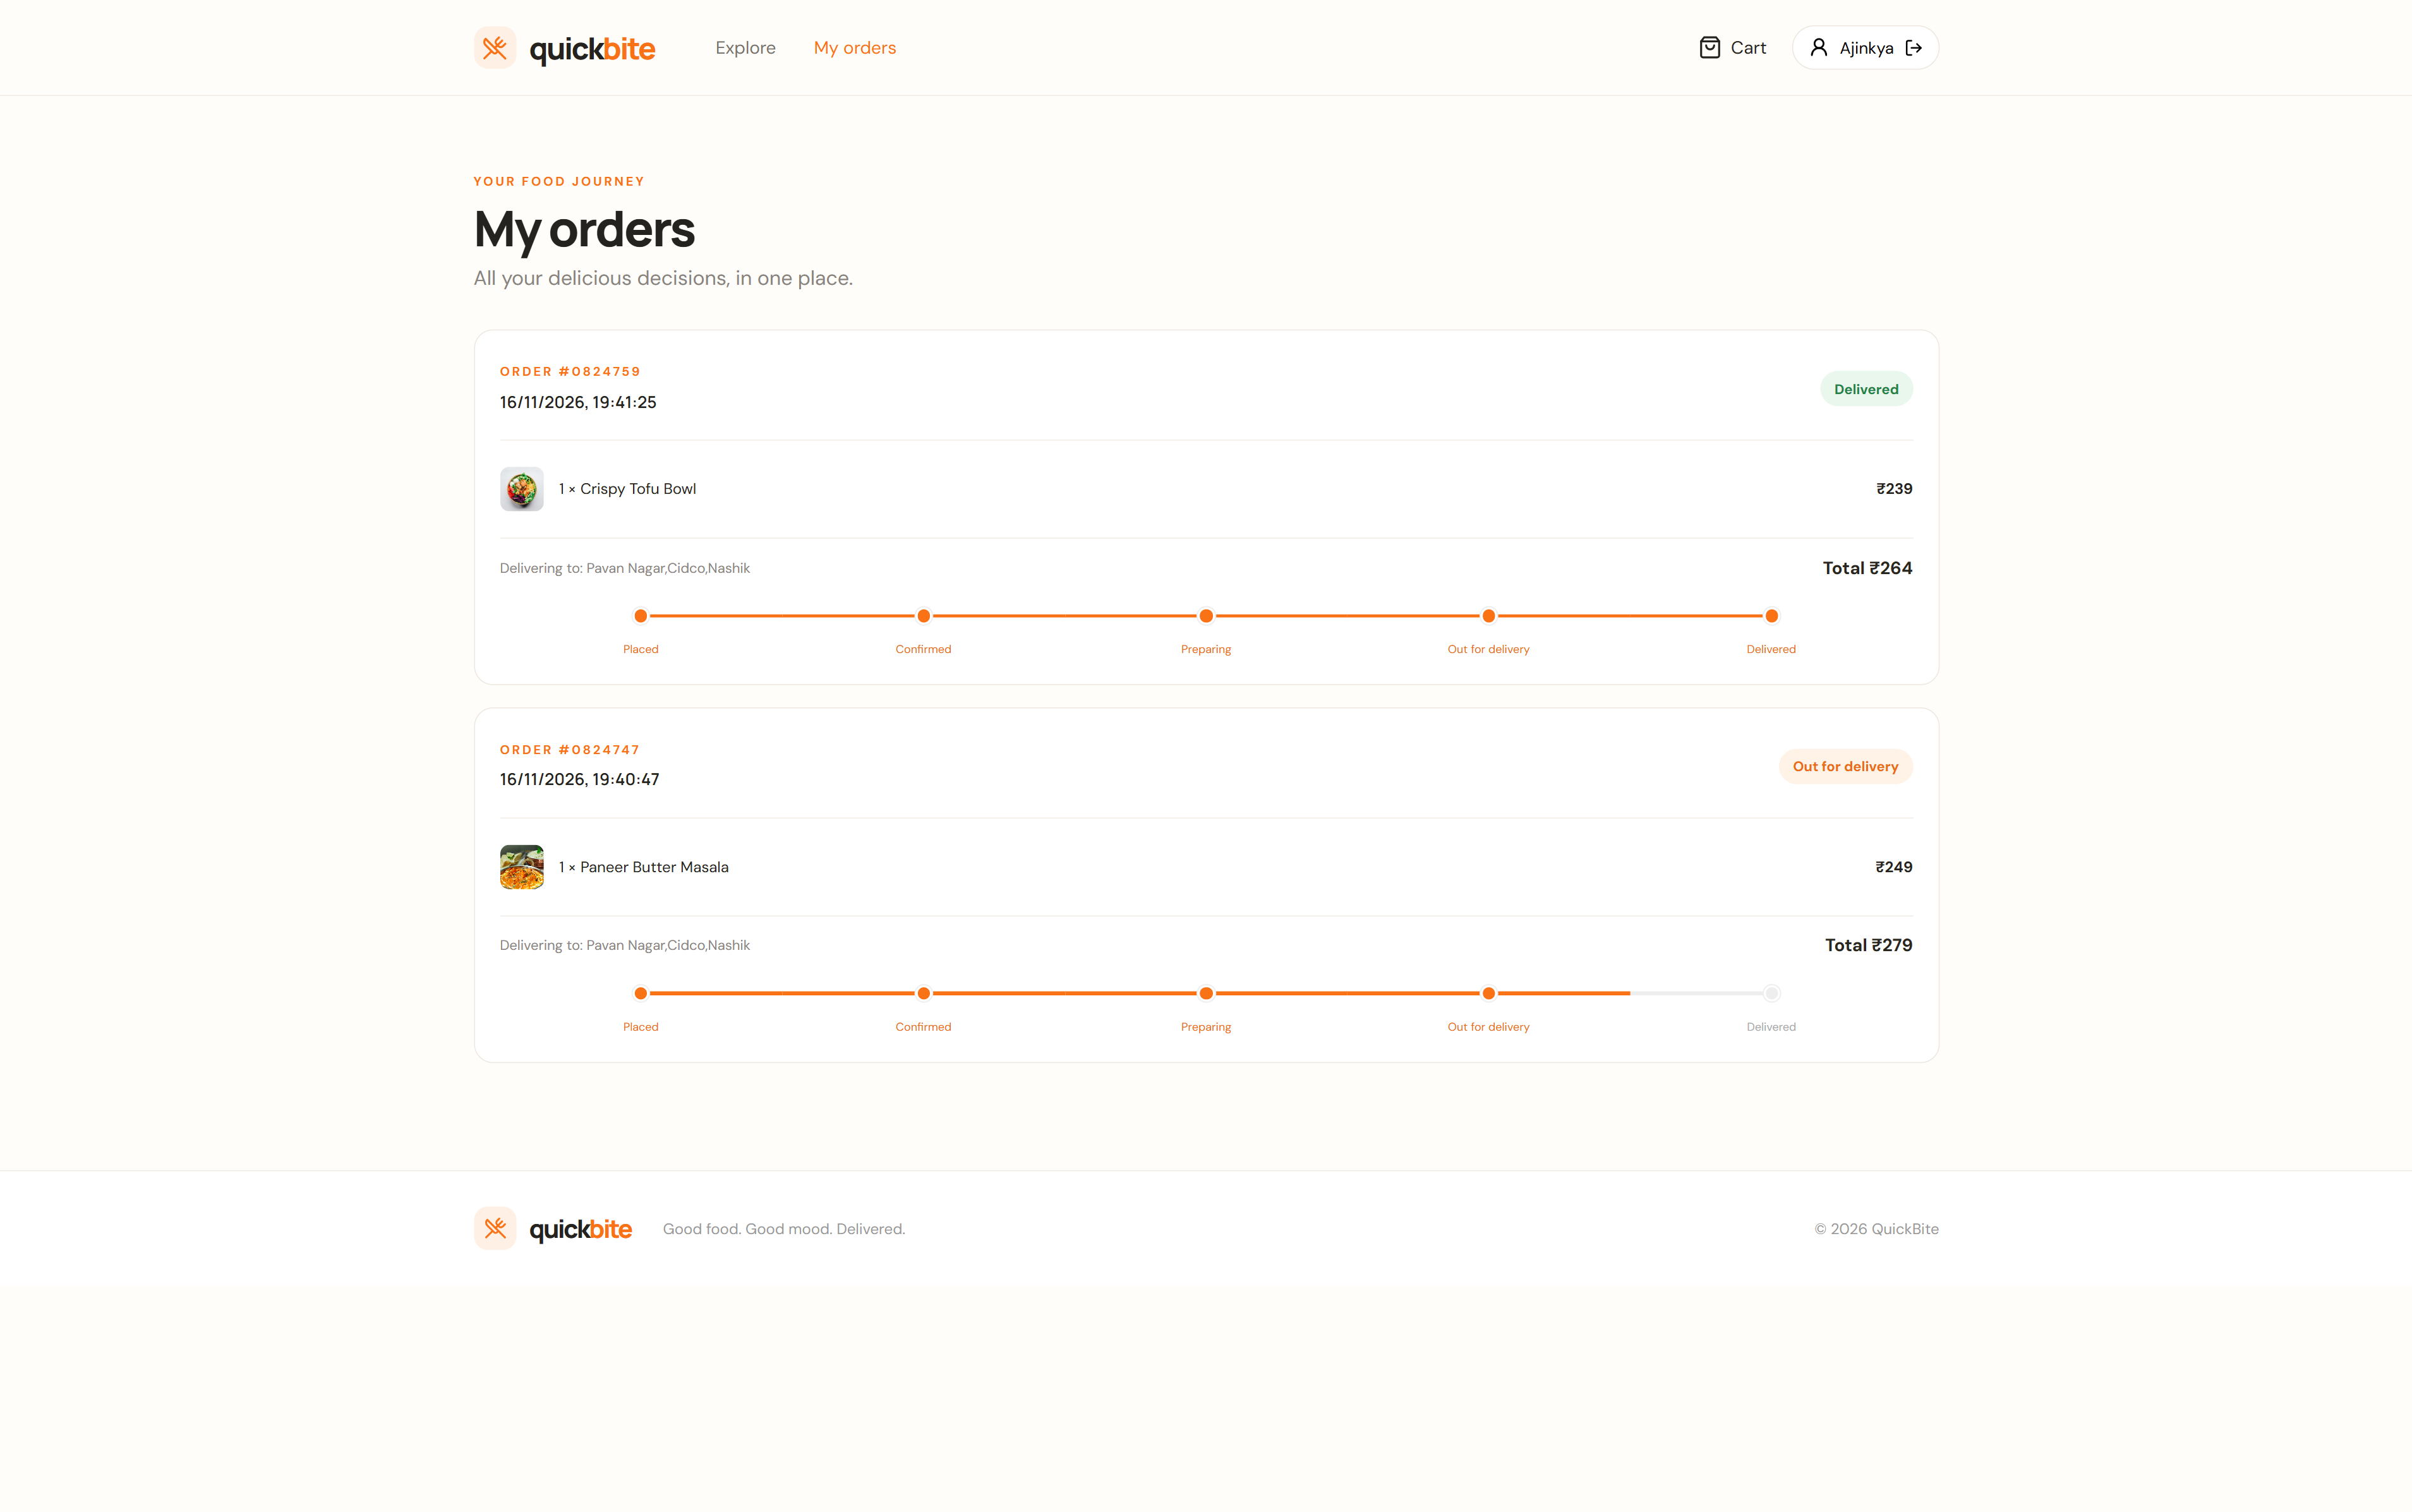 quickbite
Explore
My orders
Cart
Ajinkya
YOUR FOOD JOURNEY
My orders
All your delicious decisions, in one place.
ORDER #0824759
16/11/2026, 19:41:25
Delivered
1 × Crispy Tofu Bowl
₹239
Delivering to: Pavan Nagar,Cidco,Nashik
Total ₹264
Placed
Confirmed
Preparing
Out for delivery
Delivered
ORDER #0824747
16/11/2026, 19:40:47
Out for delivery
1 × Paneer Butter Masala
₹249
Delivering to: Pavan Nagar,Cidco,Nashik
Total ₹279
Placed
Confirmed
Preparing
Out for delivery
Delivered
quickbite
Good food. Good mood. Delivered.
© 2026 QuickBite